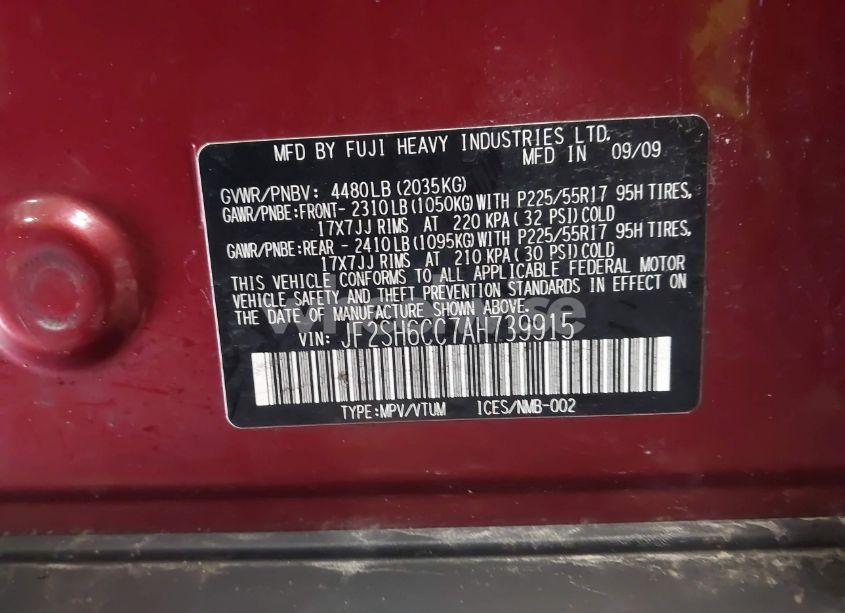 MFD BY FUJI HEAVY INDUSTRIES LTD.
MFD IN 09/09
GVWR/PNBV: 4480LB(2035KG)
GAWR/PNBE:FRONT-2310LB(1050KG)WITH P225/55R17 95H TIRES,
17X7JJ RIMS AT 220 KPA(32 PSI)COLD
GAWR/PNBE:REAR -2410LB(1095KG)WITH P225/55R17 95H TIRES,
17X7JJ RIMS AT 210 KPA(30 PSI)COLD
THIS VEHICLE CONFORMS TO ALL APPLICABLE FEDERAL MOTOR
VEHICLE SAFETY AND THEFT PREVENTION STANDARDS IN EFFECT ON
THE DATE OF MANUFACTURE SHOWN ABOVE.
VIN: JF2SH6CC7AH739915
TYPE:MPV/VTUM ICES/NMB-002